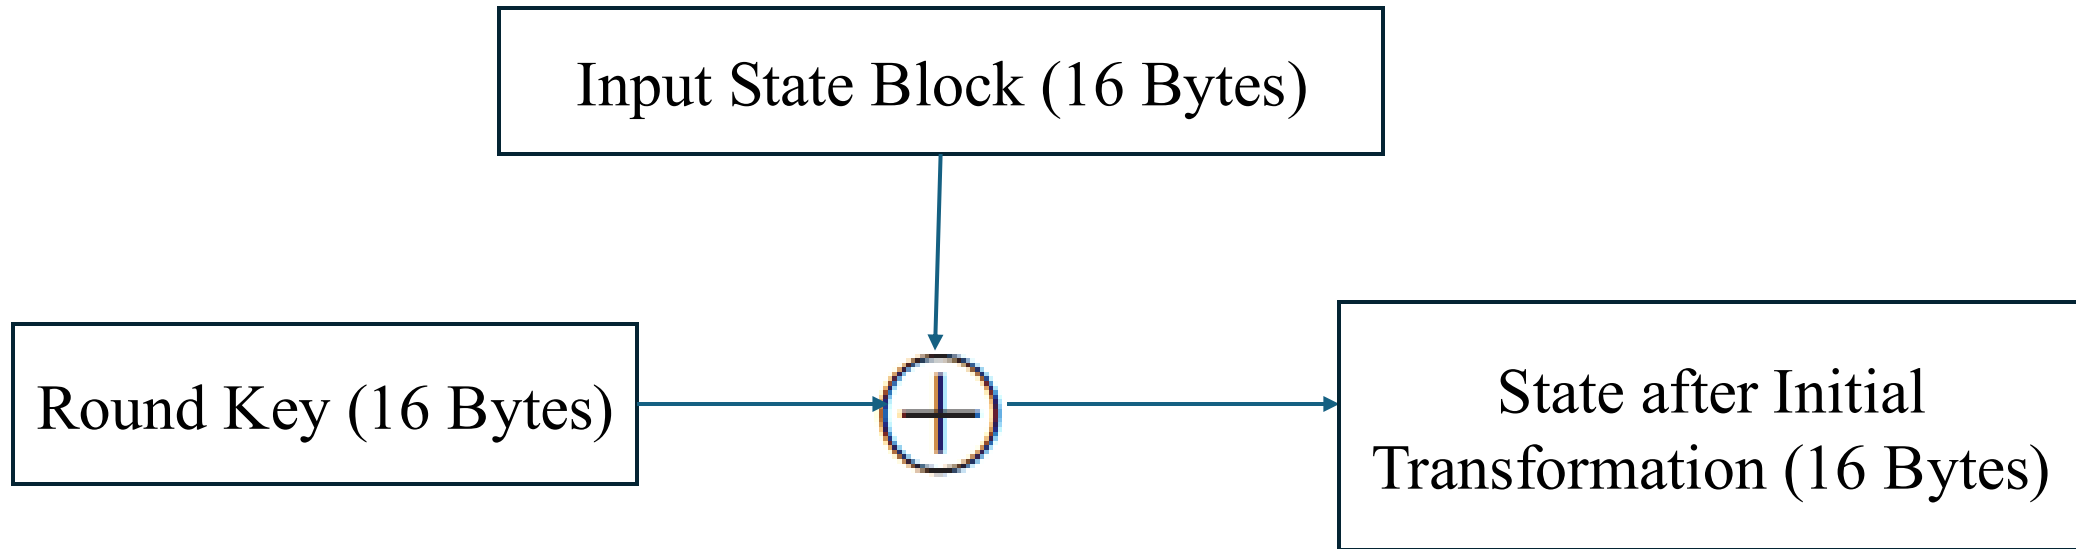 Input State Block (16 Bytes)
Round Key (16 Bytes)
State after Initial
Transformation (16 Bytes)